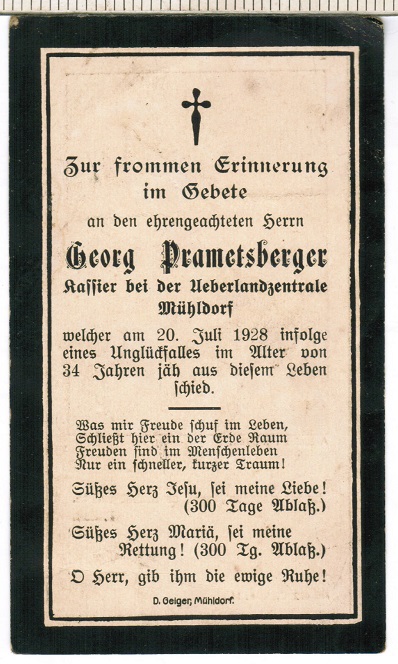 Zur frommen Erinnerung
im Gebete
an den ehrengeachteten Herrn
Georg Prametsberger
Kassier bei der Ueberlandzentrale
Mühldorf
welcher am 20. Juli 1928 infolge
eines Unglückfalles im Alter von
34 Jahren jäh aus diesem Leben
schied.
Was mir Freude schuf im Leben,
Schließt hier ein der Erde Raum
Freuden sind im Menschenleben
Nur ein schneller, kurzer Traum!
Süßes Herz Jesu, sei meine Liebe!
(300 Tage Ablaß.)
Süßes Herz Mariä, sei meine
Rettung! (300 Tg. Ablaß.)
O Herr, gib ihm die ewige Ruhe!
D. Geiger, Mühldorf.